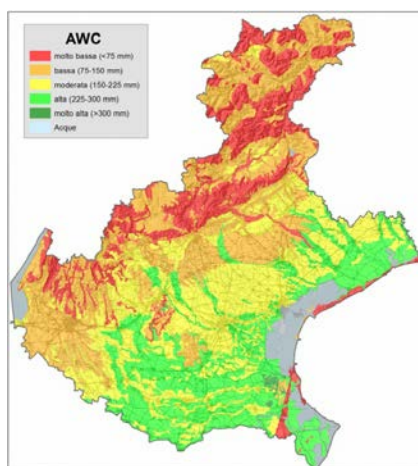 AWC
molto bassa (<75 mm)
bassa (75-150 mm)
moderata (150-225 mm)
alta (225-300 mm)
molto alta (>300 mm)
Acque